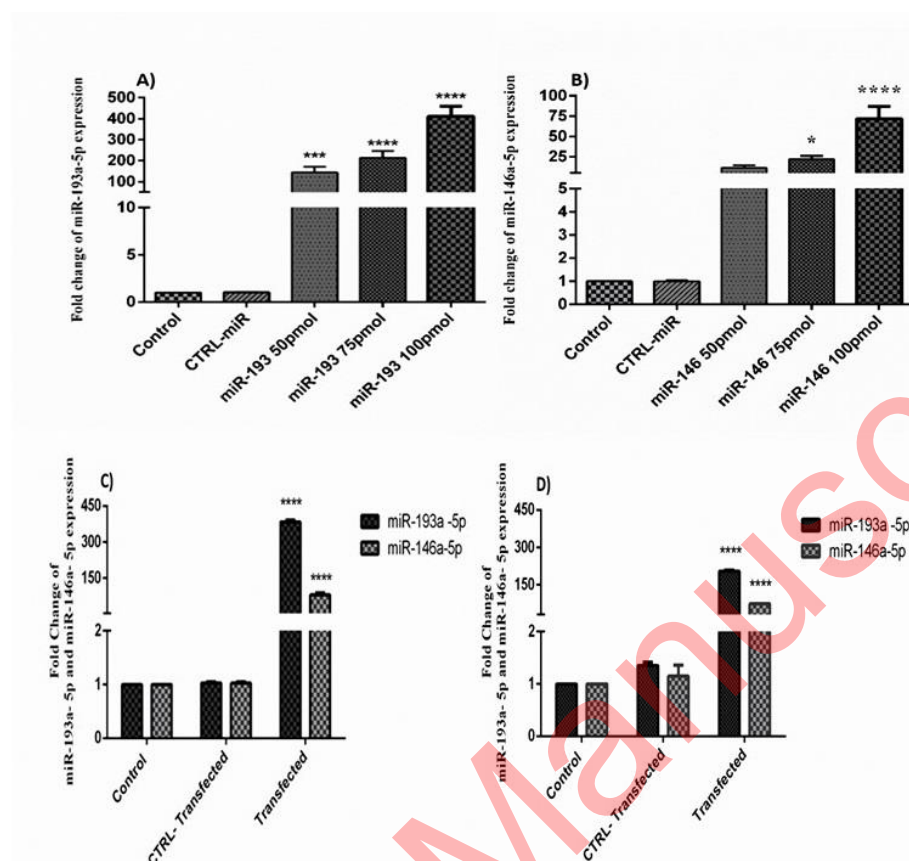 A)
Fold change of miR-193a-5p expression
500
400
300
200
100
10
5
0
***
****
****
Control
CTRL-miR
miR-193 50pmol
miR-193 75pmol
miR-193 100pmol
B)
Fold change of miR-146a-5p expression
100
75
50
25
5
4
3
2
1
0
*
****
Control
CTRL-miR
miR-146 50pmol
miR-146 75pmol
miR-146 100pmol
C)
Fold Change of
miR-193a- 5p and miR-146a- 5p expression
450
300
150
2
1
0
****
****
miR-193a -5p
miR-146a-5p
Control
CTRL- Transfected
Transfected
D)
Fold Change of
miR-193a- 5p and miR-146a- 5p expression
450
300
150
2
1
0
****
****
miR-193a -5p
miR-146a-5p
Control
CTRL- Transfected
Transfected
Manusc